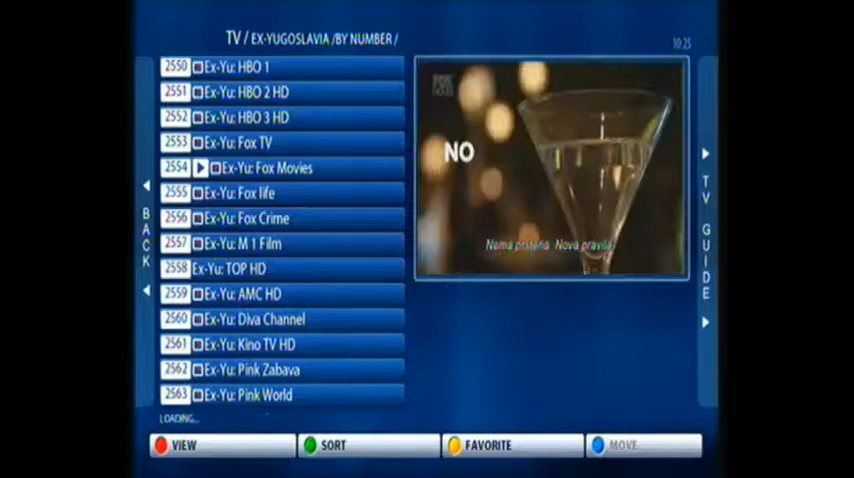 TV / EX-YUGOSLAVIA /BY NUMBER /
10:25
2550 Ex-Yu: HBO 1
2551 Ex-Yu: HBO 2 HD
2552 Ex-Yu: HBO 3 HD
2553 Ex-Yu: Fox TV
2554 Ex-Yu: Fox Movies
2555 Ex-Yu: Fox life
2556 Ex-Yu: Fox Crime
2557 Ex-Yu: M 1 Film
2558 Ex-Yu: TOP HD
2559 Ex-Yu: AMC HD
2560 Ex-Yu: Diva Channel
2561 Ex-Yu: Kino TV HD
2562 Ex-Yu: Pink Zabava
2563 Ex-Yu: Pink World
BACK
NO
Nema prstena. Nova pravila.
TV GUIDE
LOADING...
VIEW
SORT
FAVORITE
MOVE